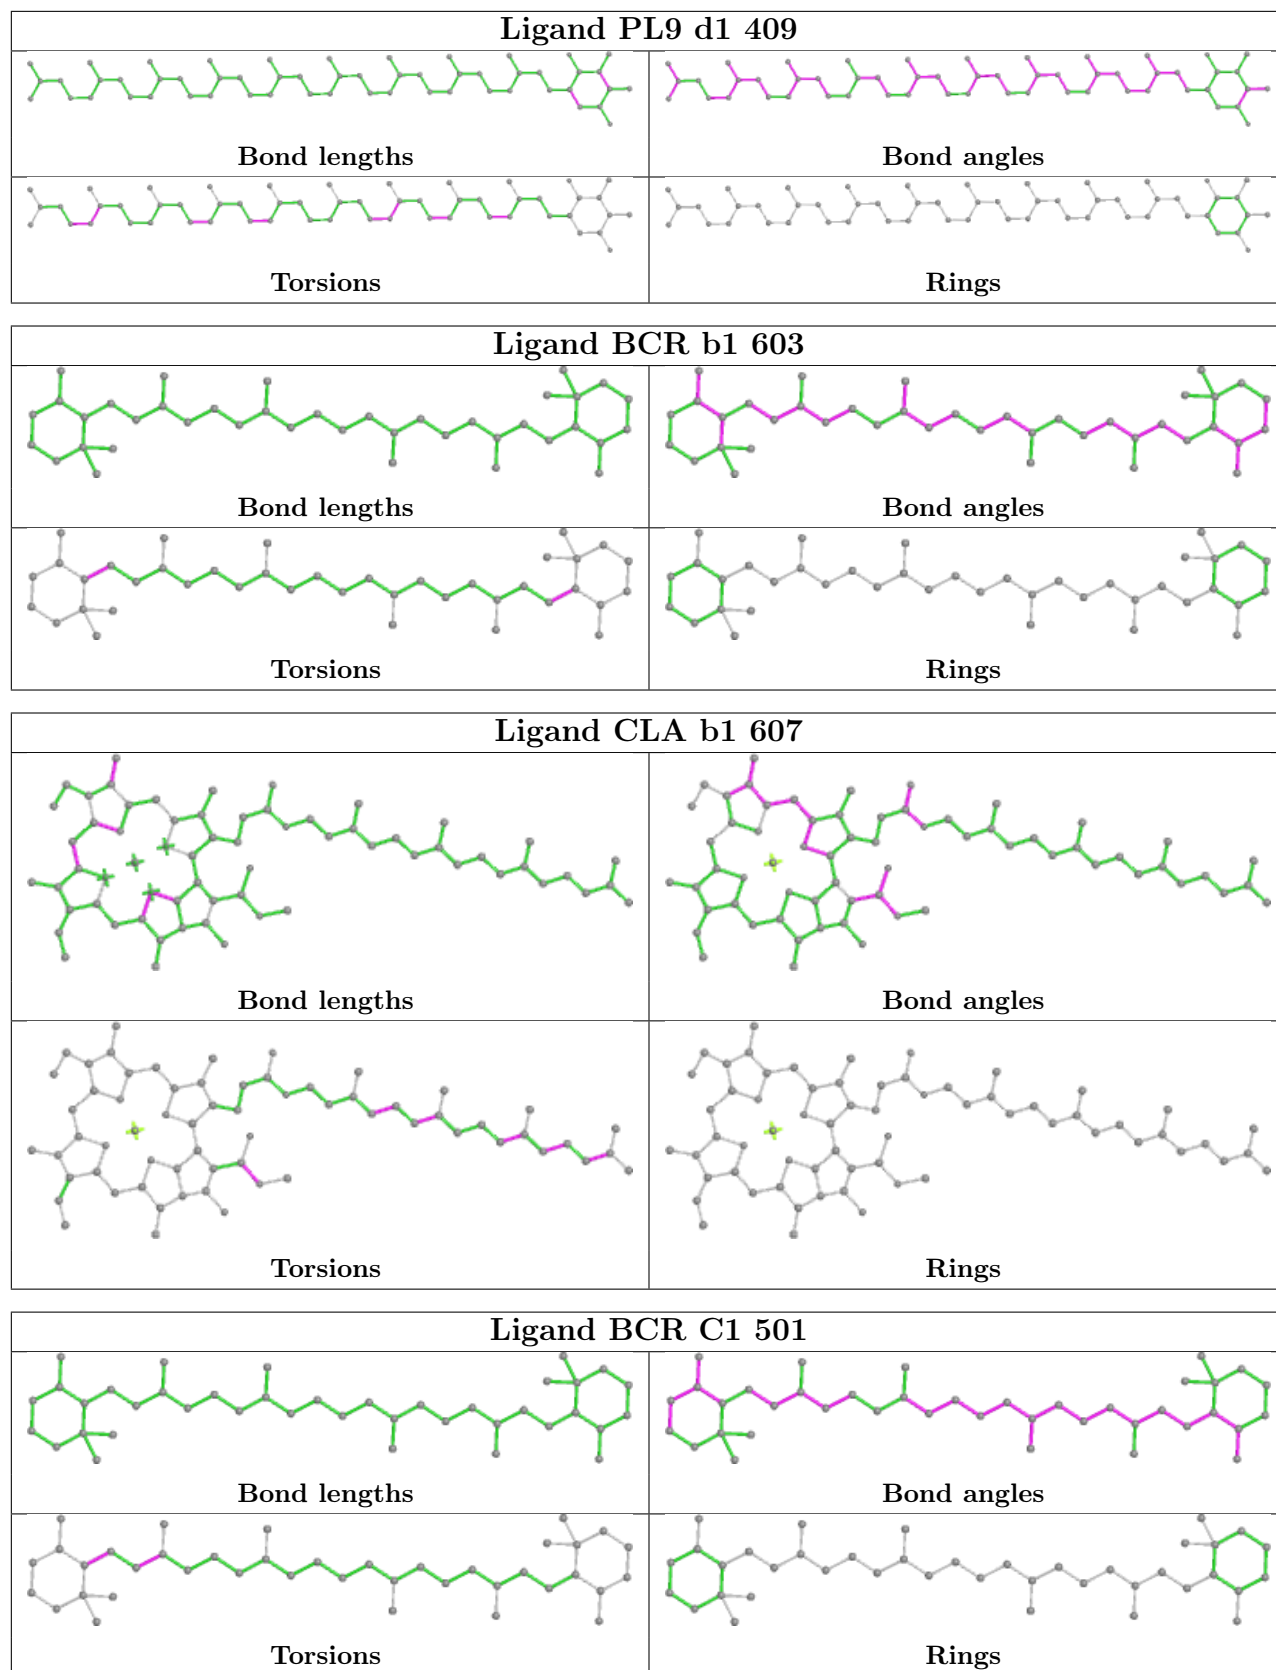 Ligand PL9 d1 409
Bond lengths
Bond angles
Torsions
Rings
Ligand BCR b1 603
Bond lengths
Bond angles
Torsions
Rings
Ligand CLA b1 607
Bond lengths
Bond angles
Torsions
Rings
Ligand BCR C1 501
Bond lengths
Bond angles
Torsions
Rings